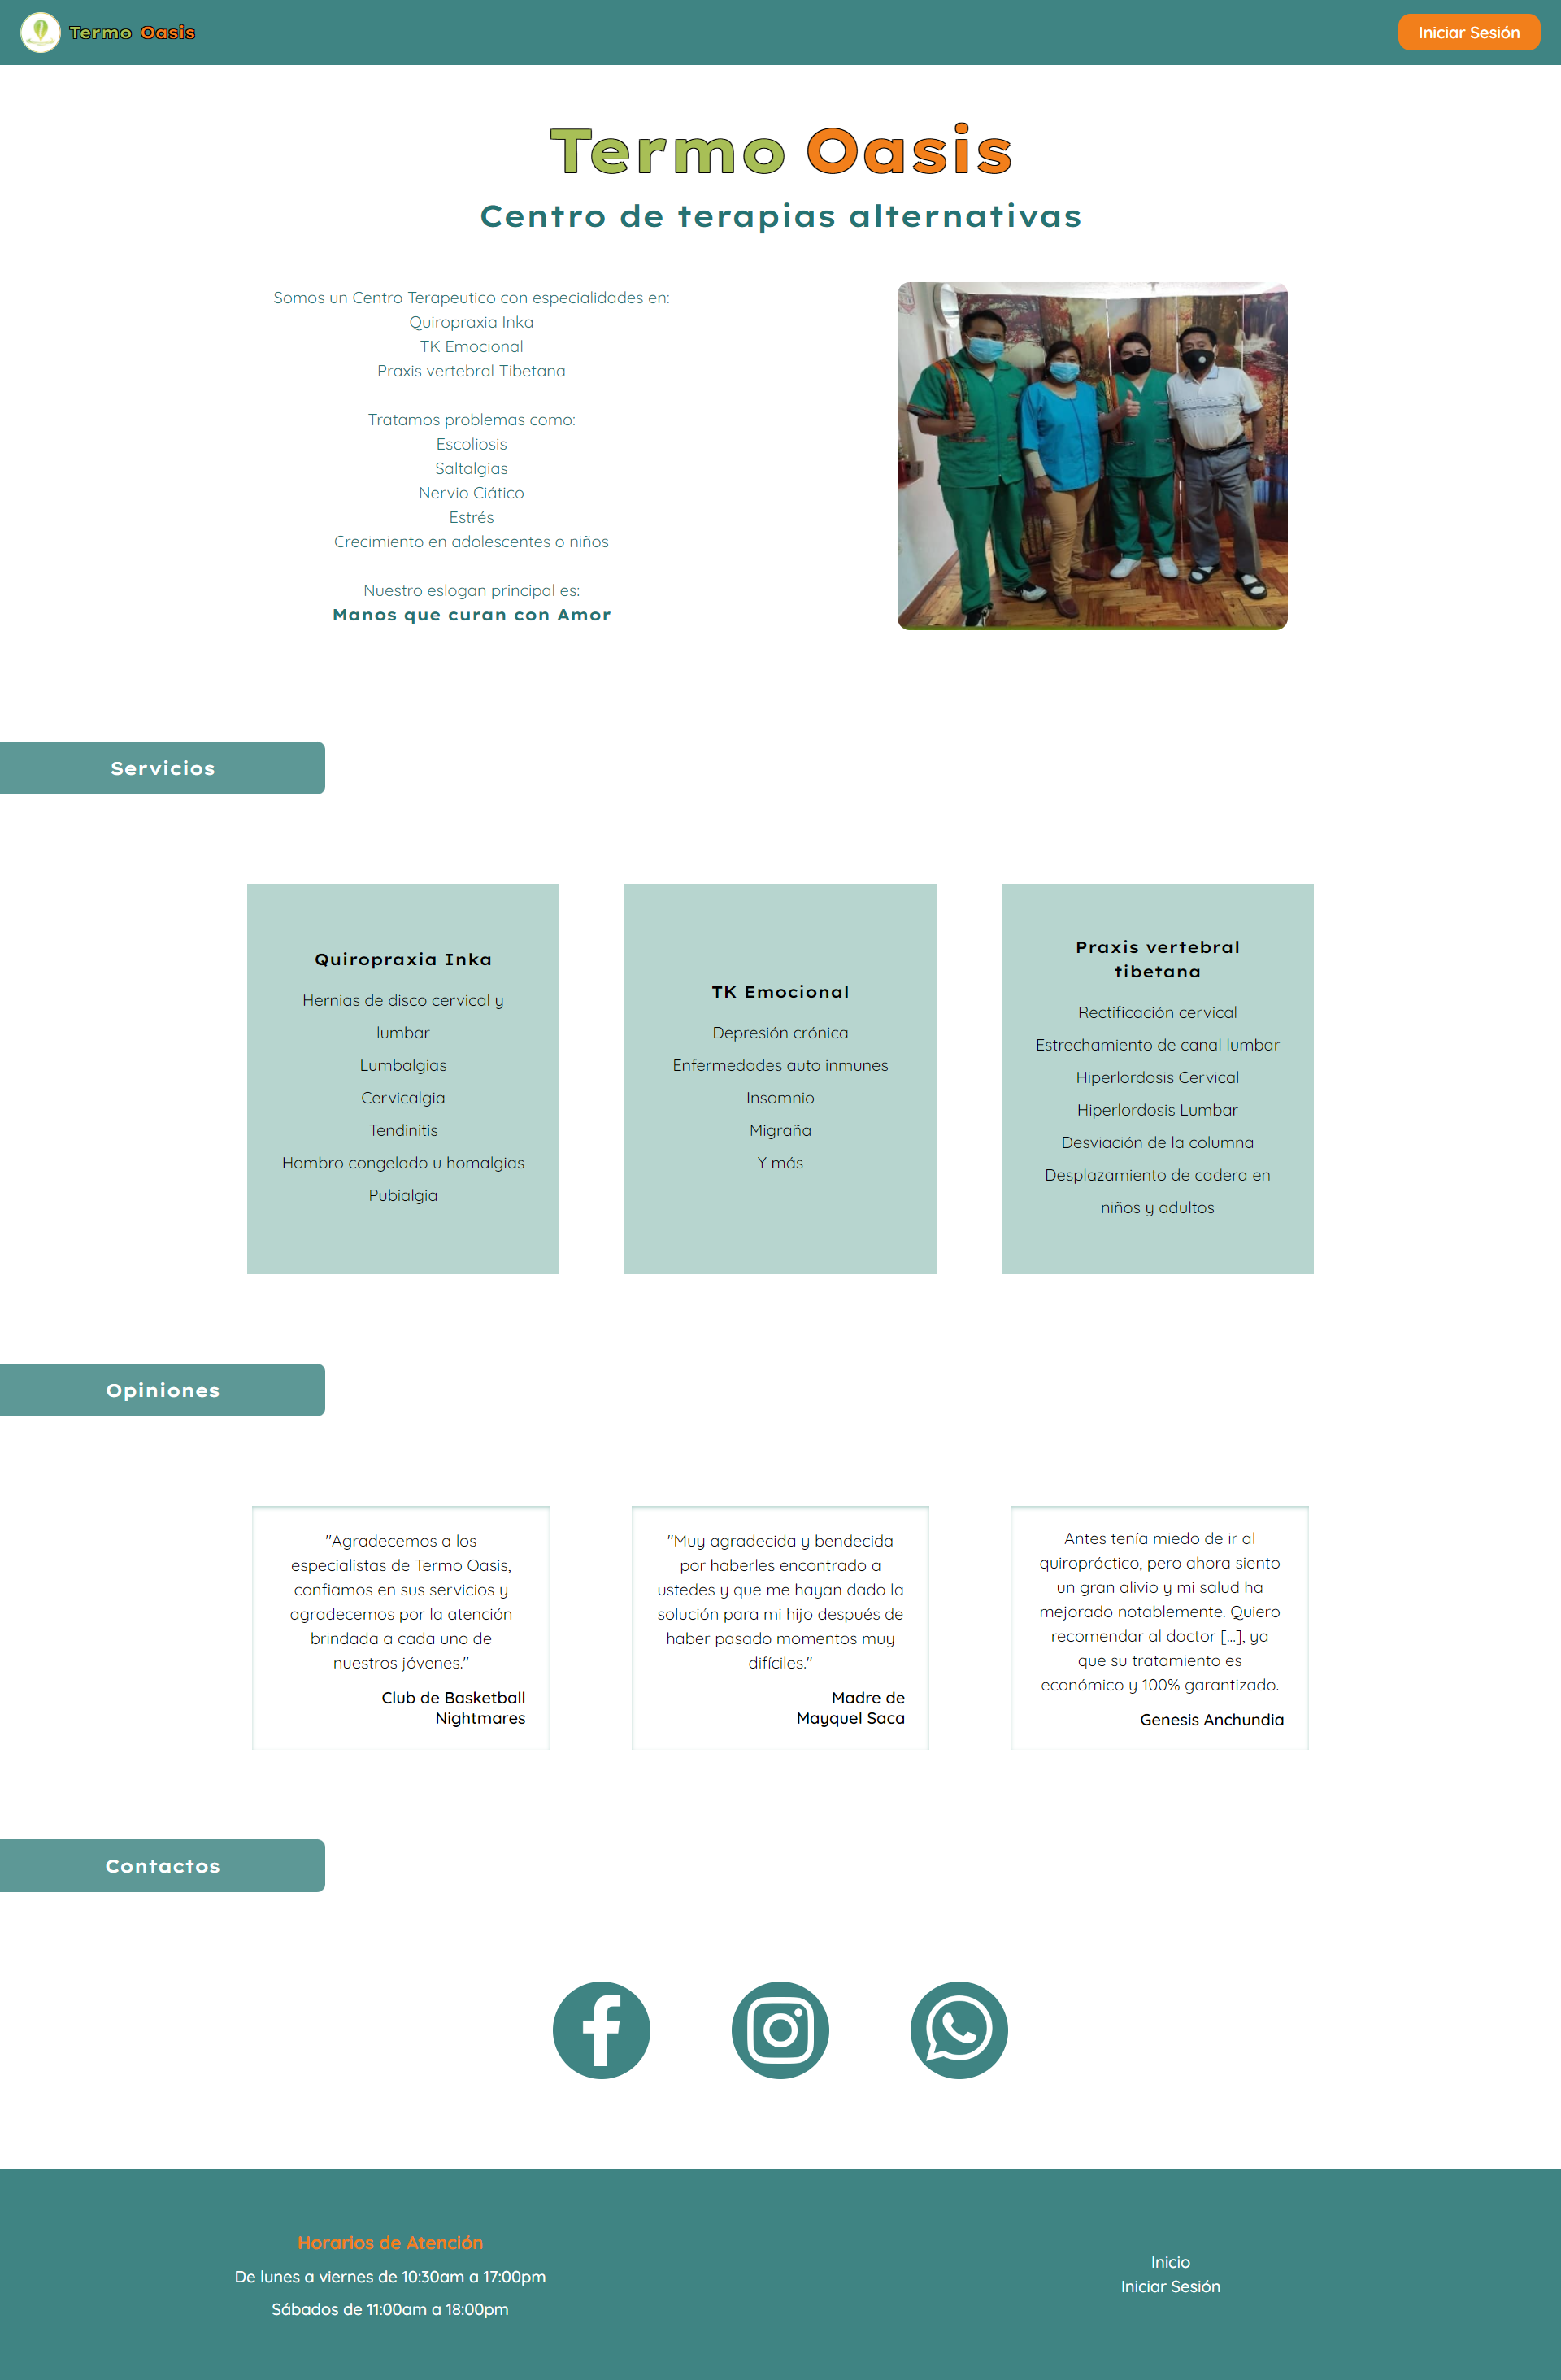 Termo Oasis
Iniciar Sesión
Termo Oasis
Centro de terapias alternativas
Somos un Centro Terapeutico con especialidades en:
Quiropraxia Inka
TK Emocional
Praxis vertebral Tibetana
Tratamos problemas como:
Escoliosis
Saltalgias
Nervio Ciático
Estrés
Crecimiento en adolescentes o niños
Nuestro eslogan principal es:
Manos que curan con Amor
Servicios
Quiropraxia Inka
Hernias de disco cervical y
lumbar
Lumbalgias
Cervicalgia
Tendinitis
Hombro congelado u homalgias
Pubialgia
TK Emocional
Depresión crónica
Enfermedades auto inmunes
Insomnio
Migraña
Y más
Praxis vertebral
tibetana
Rectificación cervical
Estrechamiento de canal lumbar
Hiperlordosis Cervical
Hiperlordosis Lumbar
Desviación de la columna
Desplazamiento de cadera en
niños y adultos
Opiniones
"Agradecemos a los
especialistas de Termo Oasis,
confiamos en sus servicios y
agradecemos por la atención
brindada a cada uno de
nuestros jóvenes."
Club de Basketball
Nightmares
"Muy agradecida y bendecida
por haberles encontrado a
ustedes y que me hayan dado la
solución para mi hijo después de
haber pasado momentos muy
difíciles."
Madre de
Mayquel Saca
Antes tenía miedo de ir al
quiropráctico, pero ahora siento
un gran alivio y mi salud ha
mejorado notablemente. Quiero
recomendar al doctor [...], ya
que su tratamiento es
económico y 100% garantizado.
Genesis Anchundia
Contactos
Horarios de Atención
De lunes a viernes de 10:30am a 17:00pm
Sábados de 11:00am a 18:00pm
Inicio
Iniciar Sesión